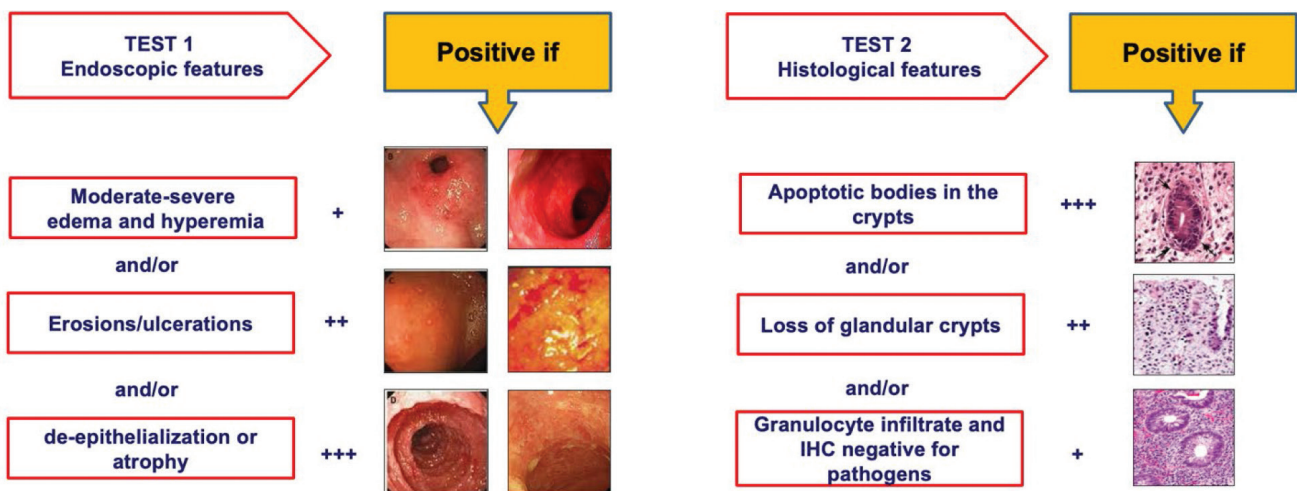 TEST 1
Endoscopic features
Positive if
Moderate-severe
edema and hyperemia
+
and/or
Erosions/ulcerations
++
and/or
de-epithelialization or
atrophy
+++
B
C
D
TEST 2
Histological features
Positive if
Apoptotic bodies in the
crypts
+++
and/or
Loss of glandular crypts
++
and/or
Granulocyte infiltrate and
IHC negative for
pathogens
+